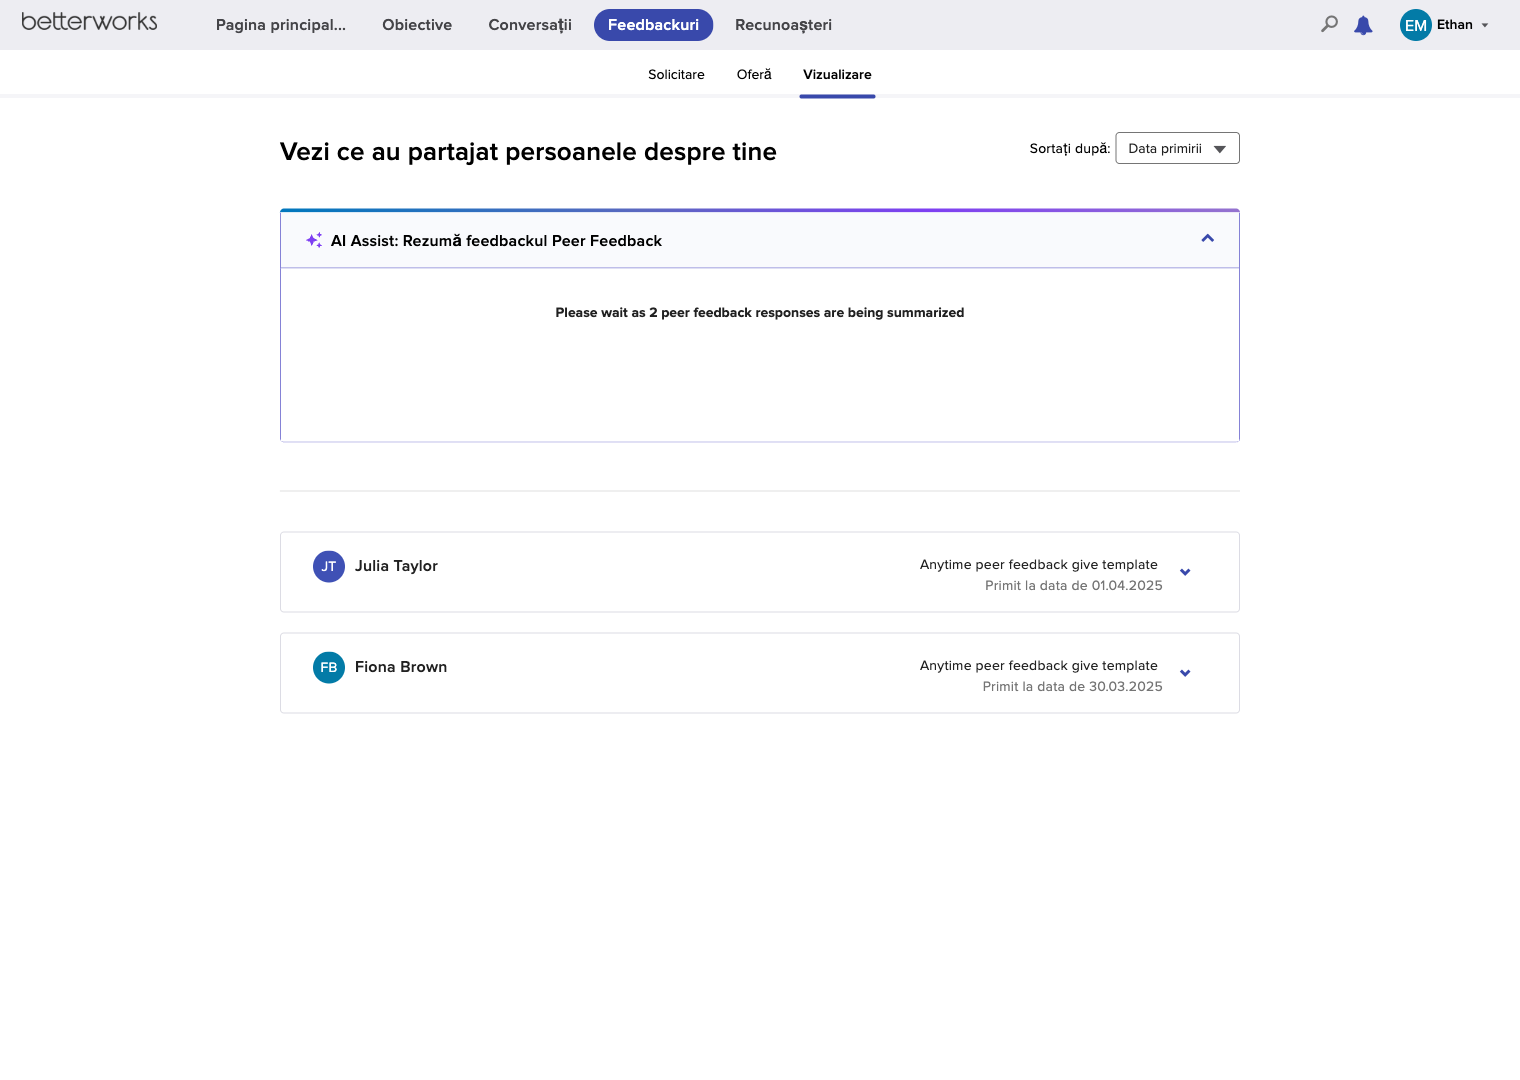 betterworks Pagina principal... Obiective Conversații Feedbackuri Recunoașteri EM Ethan
Solicitare Oferă Vizualizare
Vezi ce au partajat persoanele despre tine
Sortați după: Data primirii
AI Assist: Rezumă feedbackul Peer Feedback
Please wait as 2 peer feedback responses are being summarized
JT Julia Taylor
Anytime peer feedback give template
Primit la data de 01.04.2025
FB Fiona Brown
Anytime peer feedback give template
Primit la data de 30.03.2025